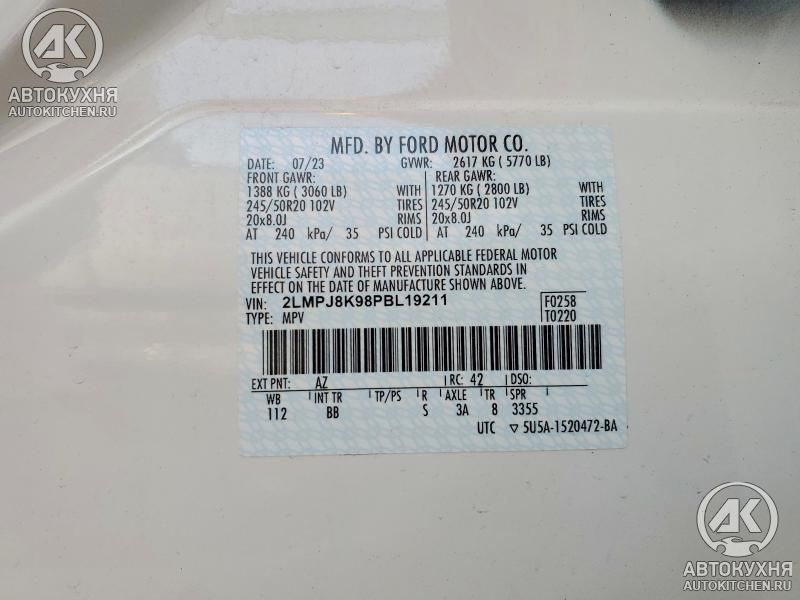 АК
АВТОКУХНЯ
AUTOKITCHEN.RU
MFD. BY FORD MOTOR CO.
DATE: 07/23 GVWR: 2617 KG ( 5770 LB)
FRONT GAWR: REAR GAWR:
1388 KG ( 3060 LB) WITH 1270 KG ( 2800 LB) WITH
245/50R20 102V TIRES 245/50R20 102V TIRES
20x8.0J RIMS 20x8.0J RIMS
AT 240 kPa/ 35 PSI COLD AT 240 kPa/ 35 PSI COLD
THIS VEHICLE CONFORMS TO ALL APPLICABLE FEDERAL MOTOR
VEHICLE SAFETY AND THEFT PREVENTION STANDARDS IN
EFFECT ON THE DATE OF MANUFACTURE SHOWN ABOVE.
VIN: 2LMPJ8K98PBL19211 F0258
TYPE: MPV T0220
EXT PNT: AZ RC: 42 DSO:
WB INT TR TP/PS R AXLE TR SPR
112 BB S 3A 8 3355
UTC ▽ 5U5A-1520472-BA
АК
АВТОКУХНЯ
AUTOKITCHEN.RU